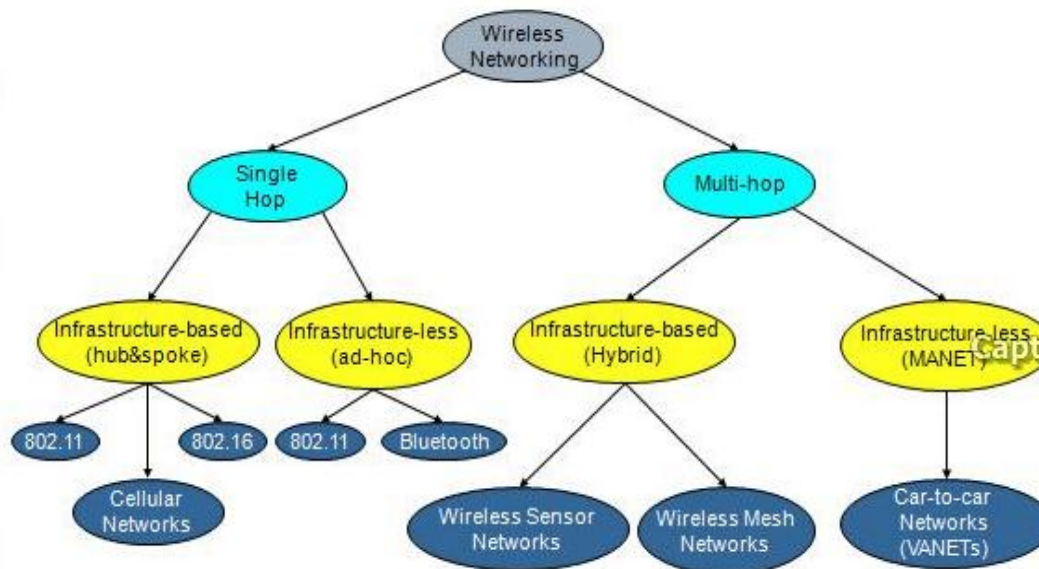 Wireless
Networking
Single
Hop
Multi-hop
Infrastructure-based
(hub&spoke)
Infrastructure-less
(ad-hoc)
Infrastructure-based
(Hybrid)
Infrastructure-less
(MANET)
Capt
802.11
802.16
802.11
Bluetooth
Cellular
Networks
Wireless Sensor
Networks
Wireless Mesh
Networks
Car-to-car
Networks
(VANETs)